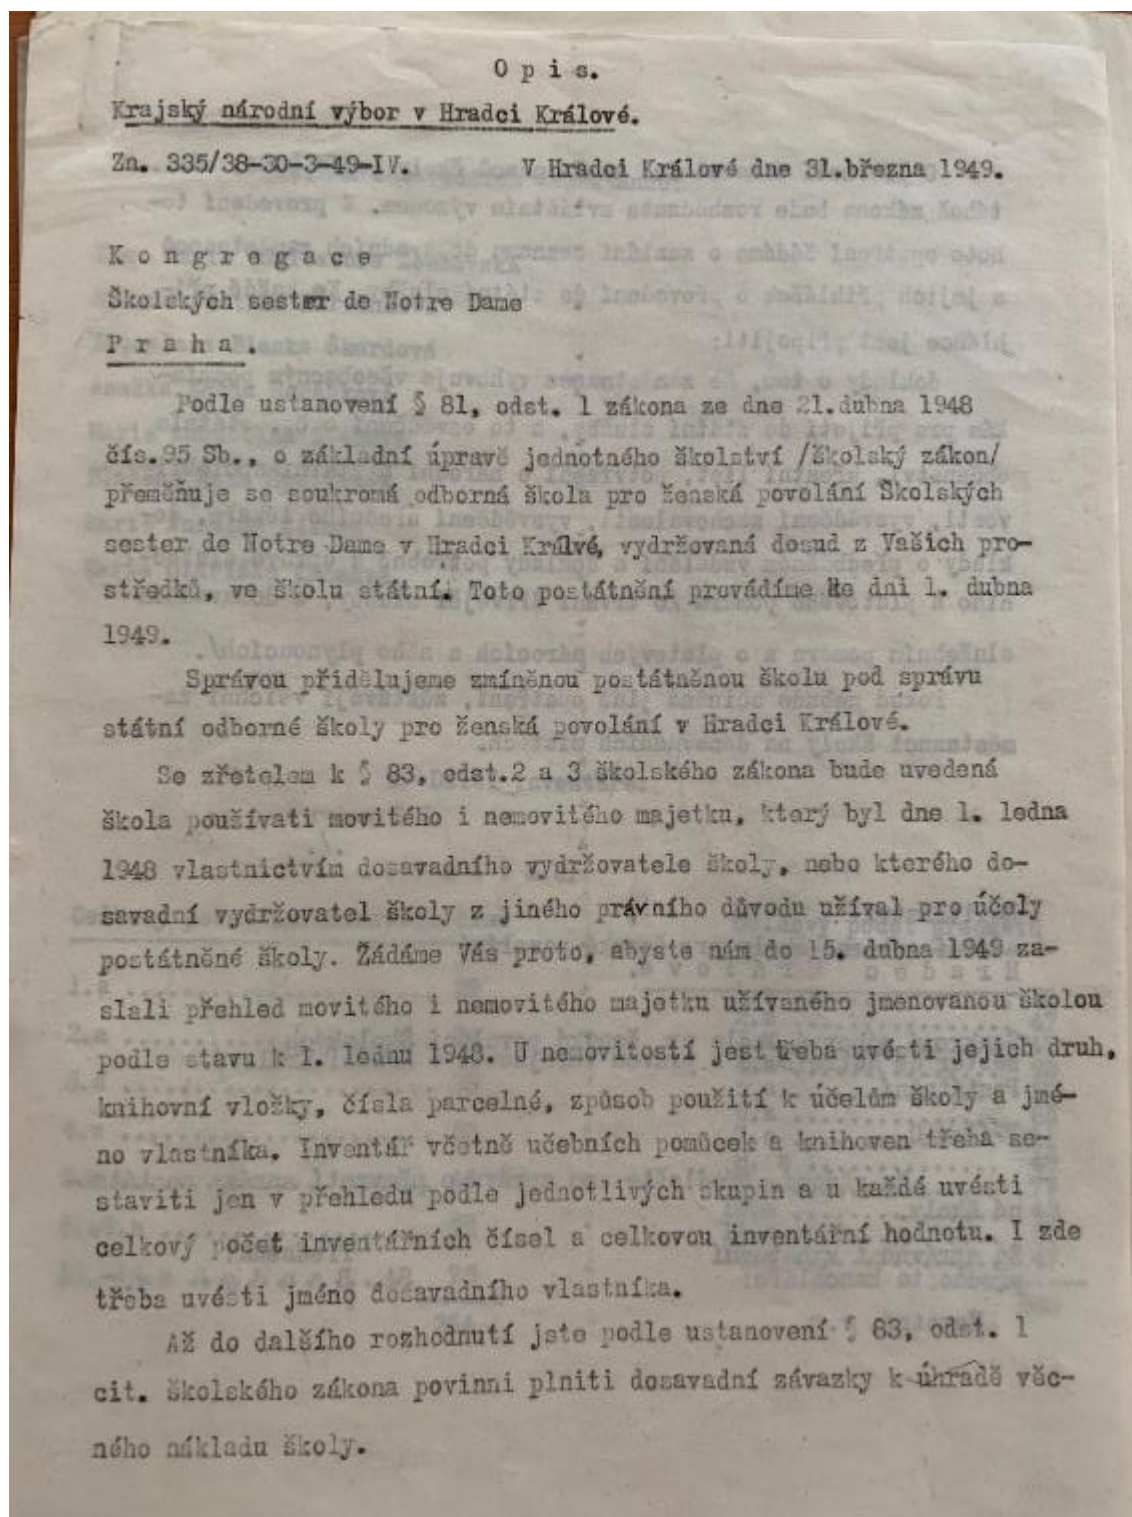 O p i s.
Krajský národní výbor v Hradci Králové.
Zn. 335/38-30-3-49-IV. V Hradci Králové dne 31.března 1949.
K o n g r e g a c e
Školských sester de Notre Dame
P r a h a .
Podle ustanovení § 81, odst. 1 zákona ze dne 21.dubna 1948
čís.95 Sb., o základní úpravě jednotného školství /školský zákon/
přeměňuje se soukromá odborná škola pro ženská povolání Školských
sester de Notre Dame v Hradci Králvé, vydržovaná dosud z Vašich pro-
středků, ve školu státní. Toto postátnění provádíme ke dni 1. dubna
1949.
Správou přidělujeme zmíněnou postátněnou školu pod správu
státní odborné školy pro ženská povolání v Hradci Králové.
Se zřetelem k § 83, odst.2 a 3 školského zákona bude uvedená
škola používati movitého i nemovitého majetku, který byl dne 1. ledna
1948 vlastnictvím dosavadního vydržovatele školy, nebo kterého do-
savadní vydržovatel školy z jiného právního důvodu užíval pro účely
postátněné školy. Žádáme Vás proto, abyste nám do 15. dubna 1949 za-
slali přehled movitého i nemovitého majetku užívaného jmenovanou školou
podle stavu k 1. lednu 1948. U nemovitostí jest třeba uvésti jejich druh,
knihovní vložky, čísla parcelné, způsob použití k účelům školy a jmé-
no vlastníka. Inventář včetně učebních pomůcek a knihoven třeba se-
staviti jen v přehledu podle jednotlivých skupin a u každé uvésti
celkový počet inventářních čísel a celkovou inventářní hodnotu. I zde
třeba uvésti jméno dosavadního vlastníka.
Až do dalšího rozhodnutí jste podle ustanovení § 83, odst. 1
cit. školského zákona povinni plniti dosavadní závazky k úhradě věc-
ného nákladu školy.